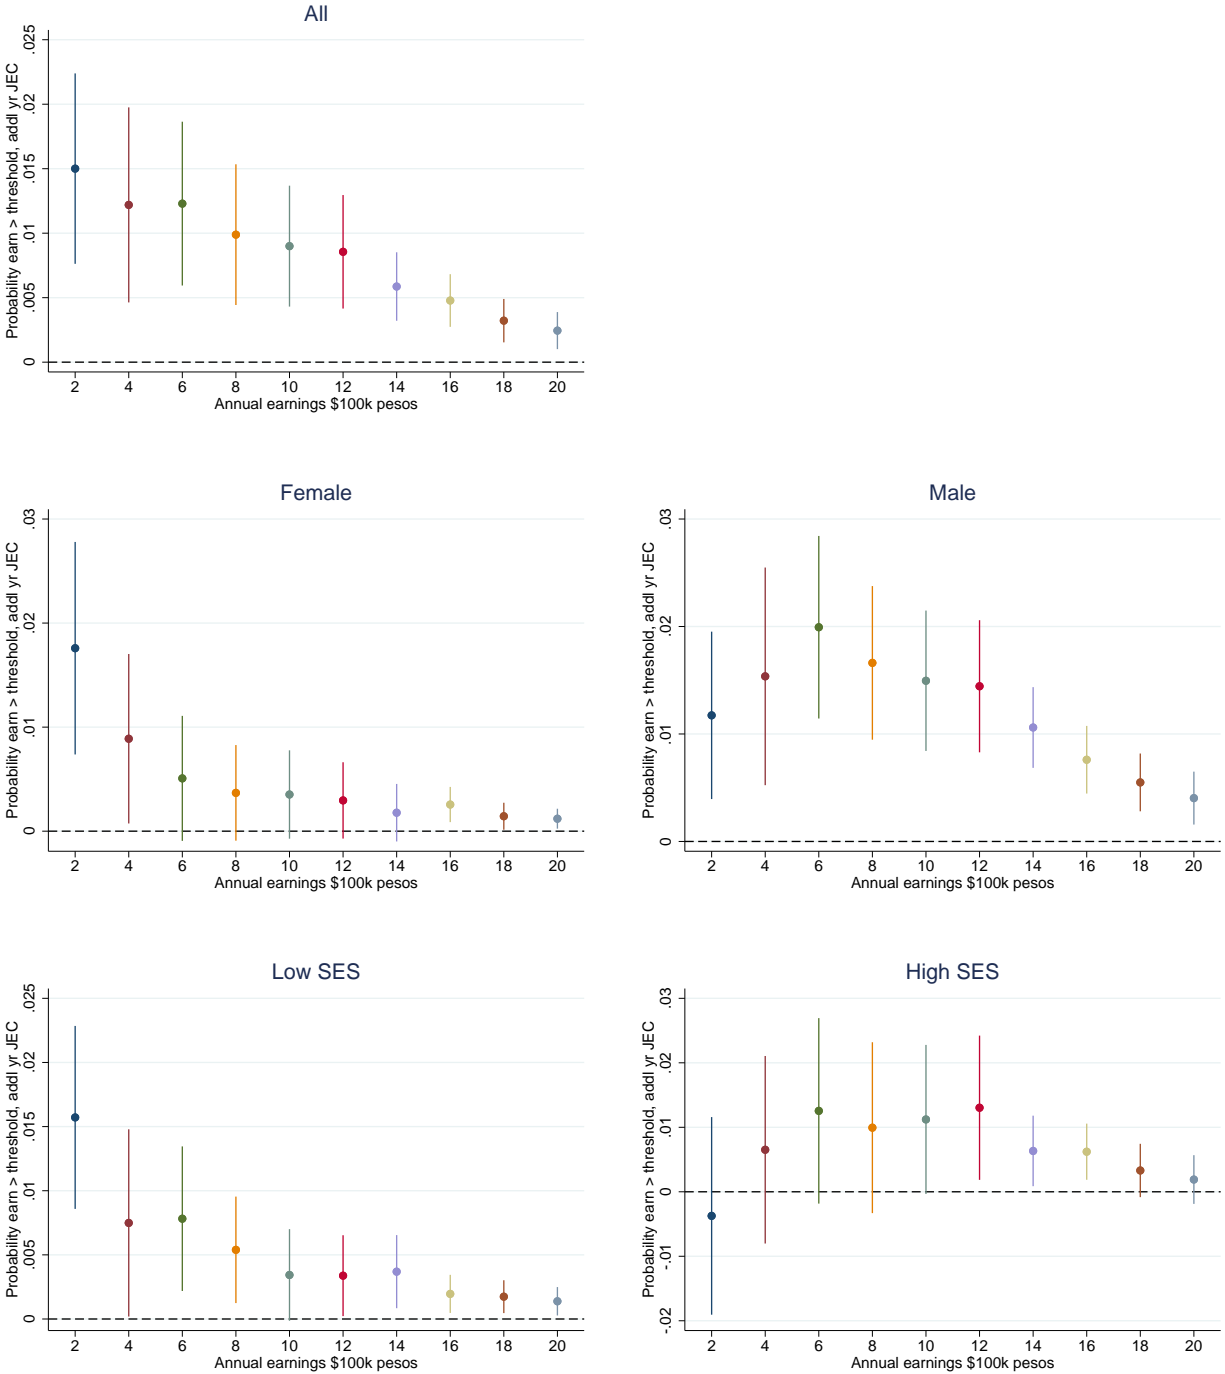 All
Probability earn > threshold, addl yr JEC
.025
.02
.015
.01
.005
0
2 4 6 8 10 12 14 16 18 20
Annual earnings $100k pesos
Female
Probability earn > threshold, addl yr JEC
.03
.02
.01
0
2 4 6 8 10 12 14 16 18 20
Annual earnings $100k pesos
Male
Probability earn > threshold, addl yr JEC
.03
.02
.01
0
2 4 6 8 10 12 14 16 18 20
Annual earnings $100k pesos
Low SES
Probability earn > threshold, addl yr JEC
.025
.02
.015
.01
.005
0
2 4 6 8 10 12 14 16 18 20
Annual earnings $100k pesos
High SES
Probability earn > threshold, addl yr JEC
.03
.02
.01
0
-.01
-.02
2 4 6 8 10 12 14 16 18 20
Annual earnings $100k pesos